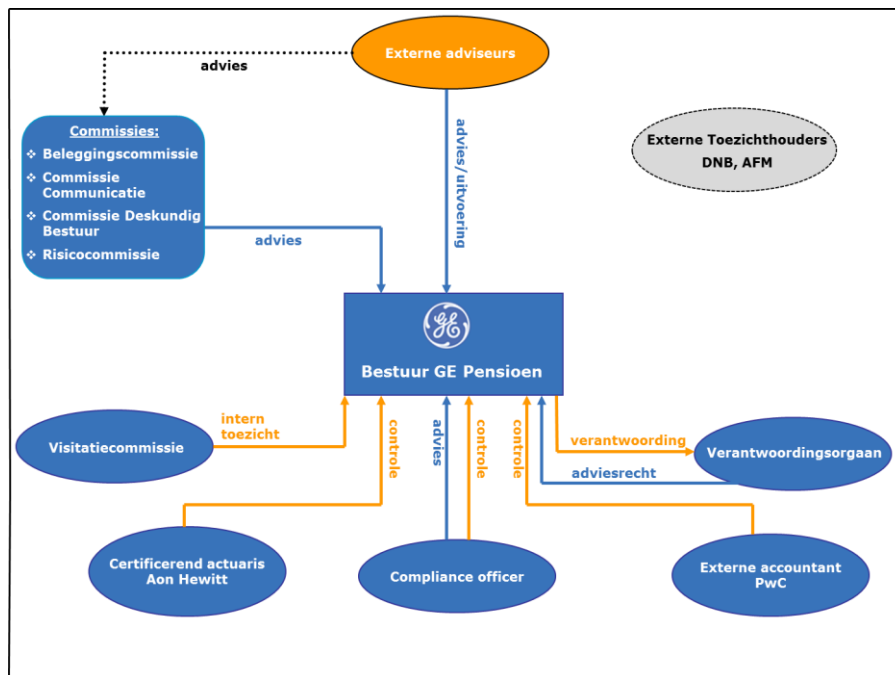 Externe adviseurs
advies
Commissies:
❖ Beleggingscommissie
❖ Commissie
Communicatie
❖ Commissie Deskundig
Bestuur
❖ Risicocommissie
advies
advies/uitvoering
Externe Toezichthouders
DNB, AFM
GE
Bestuur GE Pensioen
Visitatiecommissie
intern
toezicht
controle
advies
controle
controle
verantwoording
adviesrecht
Verantwoordingsorgaan
Certificerend actuaris
Aon Hewitt
Compliance officer
Externe accountant
PwC